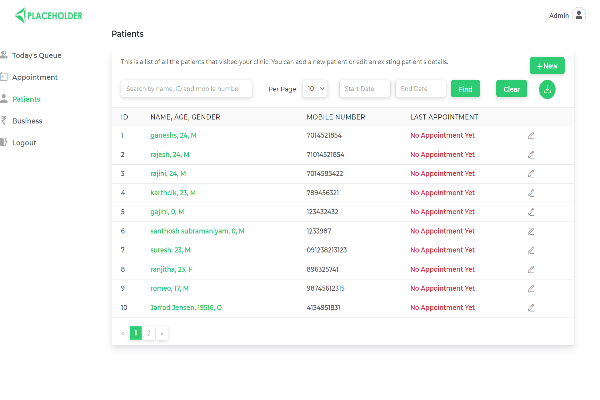 PLACEHOLDER
Admin
Patients
Today's Queue
Appointment
Patients
Business
Logout
This is a list of all the patients that visited your clinic. You can add a new patient or edit an existing patient's details.
+ New
Search by name, ID and mobile number
Per Page: 10
Start Date
End Date
Find
Clear
ID NAME, AGE, GENDER MOBILE NUMBER LAST APPOINTMENT
1 ganeshs, 24, M 7014521854 No Appointment Yet
2 rajesh, 24, M 71014521854 No Appointment Yet
3 rajini, 24, M 7014585422 No Appointment Yet
4 karthcik, 23, M 789456321 No Appointment Yet
5 gajini, 0, M 123432432 No Appointment Yet
6 santhosh subramaniyam, 0, M 1233987 No Appointment Yet
7 suresh, 23, M 091238213123 No Appointment Yet
8 ranjitha, 23, F 896325741 No Appointment Yet
9 romeo, 17, M 98745612315 No Appointment Yet
10 Jarrod Jensen, 19516, O 4134951831 No Appointment Yet
« 1 2 »